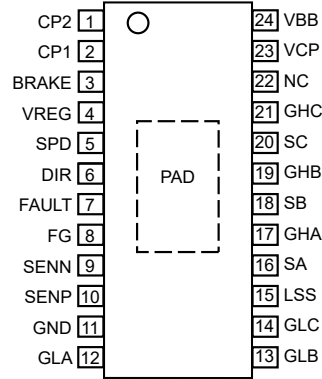 CP2 1 24 VBB
CP1 2 23 VCP
BRAKE 3 22 NC
VREG 4 21 GHC
SPD 5 20 SC
DIR 6 PAD 19 GHB
FAULT 7 18 SB
FG 8 17 GHA
SENN 9 16 SA
SENP 10 15 LSS
GND 11 14 GLC
GLA 12 13 GLB